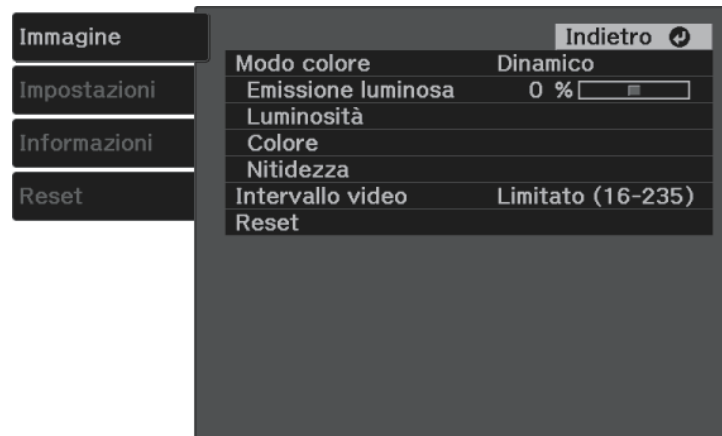 Immagine
Impostazioni
Informazioni
Reset
Indietro
Modo colore Dinamico
Emissione luminosa 0 %
Luminosità
Colore
Nitidezza
Intervallo video Limitato (16-235)
Reset